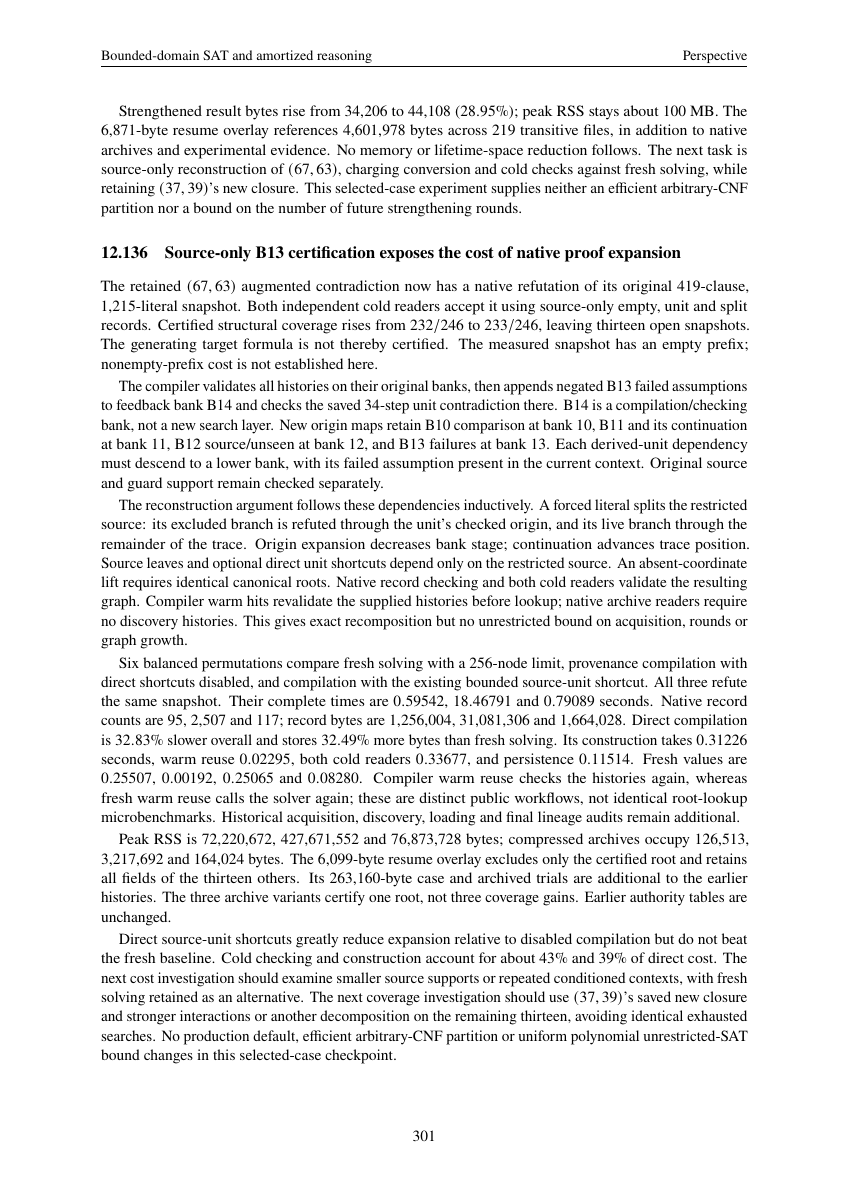 Bounded-domain SAT and amortized reasoning Perspective
Strengthened result bytes rise from 34,206 to 44,108 (28.95%); peak RSS stays about 100 MB. The
6,871-byte resume overlay references 4,601,978 bytes across 219 transitive files, in addition to native
archives and experimental evidence. No memory or lifetime-space reduction follows. The next task is
source-only reconstruction of (67, 63), charging conversion and cold checks against fresh solving, while
retaining (37, 39)’s new closure. This selected-case experiment supplies neither an efficient arbitrary-CNF
partition nor a bound on the number of future strengthening rounds.
12.136 Source-only B13 certification exposes the cost of native proof expansion
The retained (67, 63) augmented contradiction now has a native refutation of its original 419-clause,
1,215-literal snapshot. Both independent cold readers accept it using source-only empty, unit and split
records. Certified structural coverage rises from 232/246 to 233/246, leaving thirteen open snapshots.
The generating target formula is not thereby certified. The measured snapshot has an empty prefix;
nonempty-prefix cost is not established here.
The compiler validates all histories on their original banks, then appends negated B13 failed assumptions
to feedback bank B14 and checks the saved 34-step unit contradiction there. B14 is a compilation/checking
bank, not a new search layer. New origin maps retain B10 comparison at bank 10, B11 and its continuation
at bank 11, B12 source/unseen at bank 12, and B13 failures at bank 13. Each derived-unit dependency
must descend to a lower bank, with its failed assumption present in the current context. Original source
and guard support remain checked separately.
The reconstruction argument follows these dependencies inductively. A forced literal splits the restricted
source: its excluded branch is refuted through the unit’s checked origin, and its live branch through the
remainder of the trace. Origin expansion decreases bank stage; continuation advances trace position.
Source leaves and optional direct unit shortcuts depend only on the restricted source. An absent-coordinate
lift requires identical canonical roots. Native record checking and both cold readers validate the resulting
graph. Compiler warm hits revalidate the supplied histories before lookup; native archive readers require
no discovery histories. This gives exact recomposition but no unrestricted bound on acquisition, rounds or
graph growth.
Six balanced permutations compare fresh solving with a 256-node limit, provenance compilation with
direct shortcuts disabled, and compilation with the existing bounded source-unit shortcut. All three refute
the same snapshot. Their complete times are 0.59542, 18.46791 and 0.79089 seconds. Native record
counts are 95, 2,507 and 117; record bytes are 1,256,004, 31,081,306 and 1,664,028. Direct compilation
is 32.83% slower overall and stores 32.49% more bytes than fresh solving. Its construction takes 0.31226
seconds, warm reuse 0.02295, both cold readers 0.33677, and persistence 0.11514. Fresh values are
0.25507, 0.00192, 0.25065 and 0.08280. Compiler warm reuse checks the histories again, whereas
fresh warm reuse calls the solver again; these are distinct public workflows, not identical root-lookup
microbenchmarks. Historical acquisition, discovery, loading and final lineage audits remain additional.
Peak RSS is 72,220,672, 427,671,552 and 76,873,728 bytes; compressed archives occupy 126,513,
3,217,692 and 164,024 bytes. The 6,099-byte resume overlay excludes only the certified root and retains
all fields of the thirteen others. Its 263,160-byte case and archived trials are additional to the earlier
histories. The three archive variants certify one root, not three coverage gains. Earlier authority tables are
unchanged.
Direct source-unit shortcuts greatly reduce expansion relative to disabled compilation but do not beat
the fresh baseline. Cold checking and construction account for about 43% and 39% of direct cost. The
next cost investigation should examine smaller source supports or repeated conditioned contexts, with fresh
solving retained as an alternative. The next coverage investigation should use (37, 39)’s saved new closure
and stronger interactions or another decomposition on the remaining thirteen, avoiding identical exhausted
searches. No production default, efficient arbitrary-CNF partition or uniform polynomial unrestricted-SAT
bound changes in this selected-case checkpoint.
301